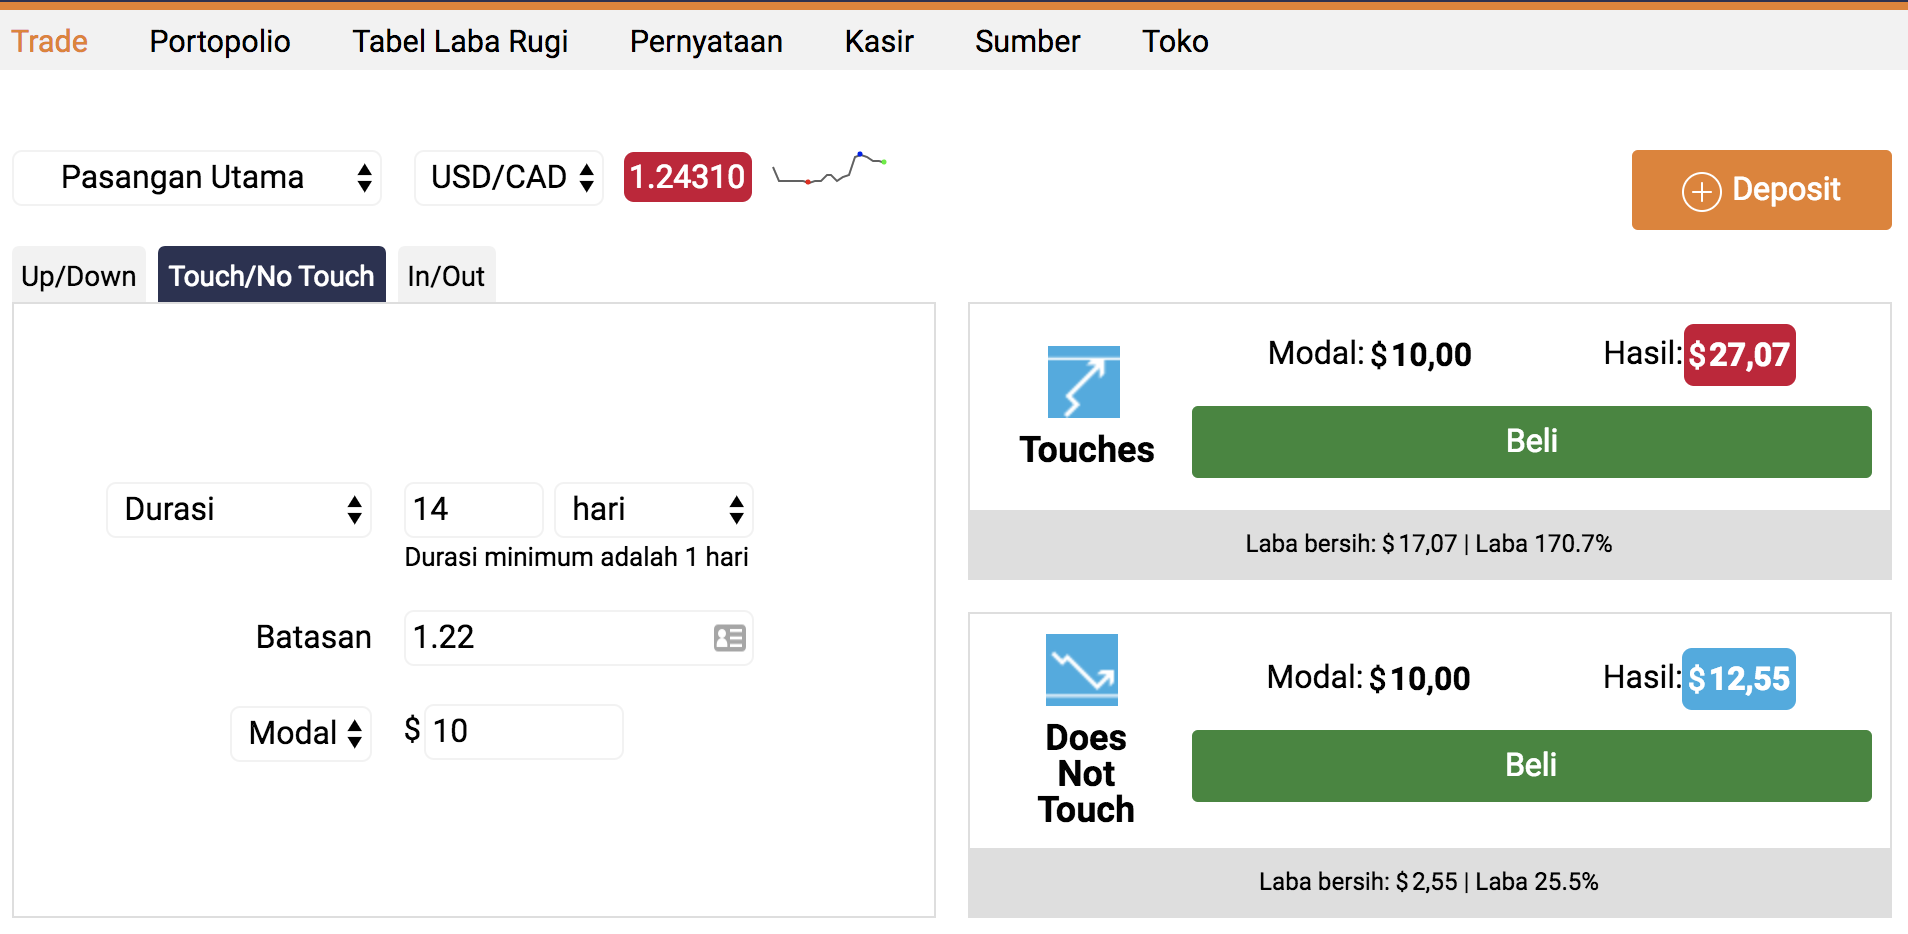 Trade Portopolio Tabel Laba Rugi Pernyataan Kasir Sumber Toko
Pasangan Utama USD/CAD 1.24310
Deposit
Up/Down Touch/No Touch In/Out
Durasi 14 hari
Durasi minimum adalah 1 hari
Batasan 1.22
Modal $ 10
Modal: $ 10,00 Hasil: $ 27,07
Touches
Beli
Laba bersih: $ 17,07 | Laba 170.7%
Modal: $ 10,00 Hasil: $ 12,55
Does
Not
Touch
Beli
Laba bersih: $ 2,55 | Laba 25.5%